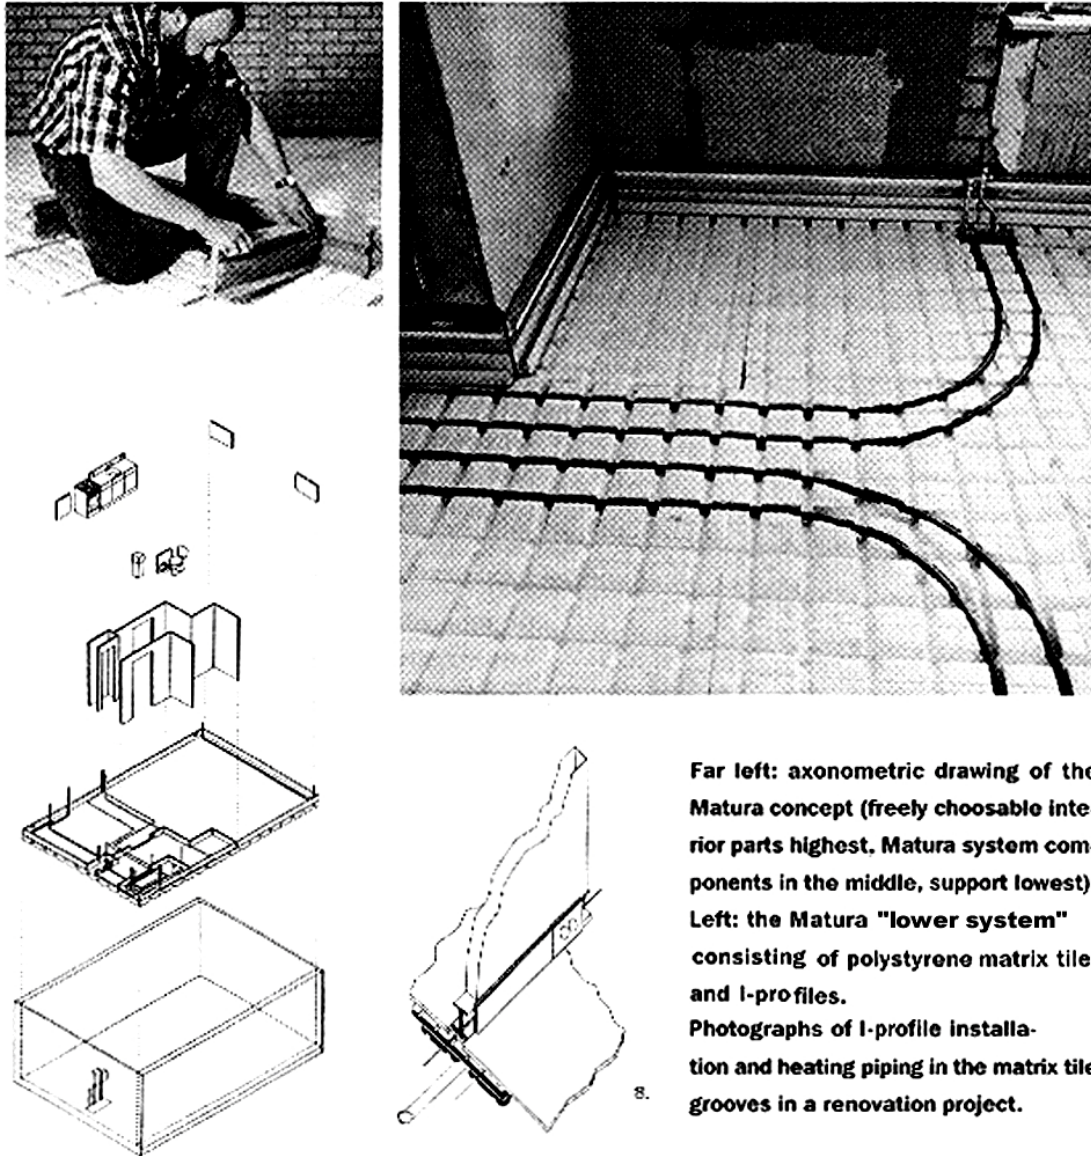 Far left: axonometric drawing of the
Matura concept (freely choosable inte
rior parts highest, Matura system com
ponents in the middle, support lowest)
Left: the Matura "lower system"
consisting of polystyrene matrix tile
and I-profiles.
Photographs of I-profile installa-
tion and heating piping in the matrix tile
grooves in a renovation project.
8.